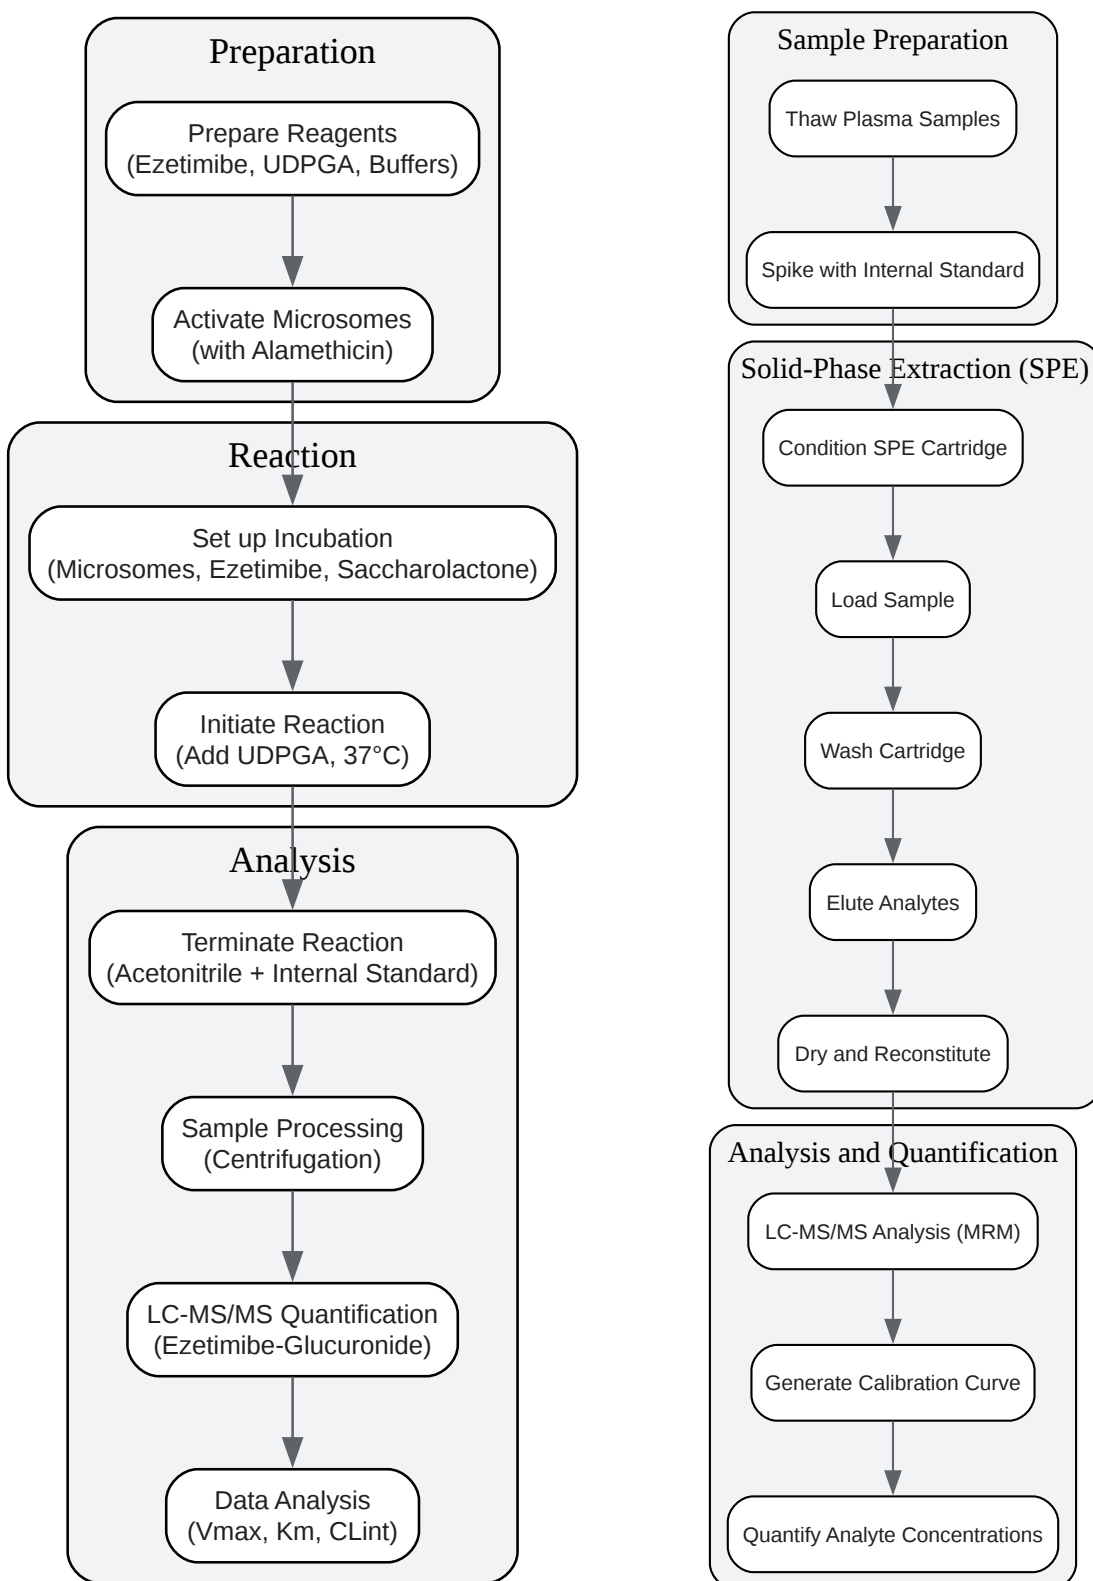 Preparation
Prepare Reagents
(Ezetimibe, UDPGA, Buffers)
Activate Microsomes
(with Alamethicin)
Reaction
Set up Incubation
(Microsomes, Ezetimibe, Saccharolactone)
Initiate Reaction
(Add UDPGA, 37°C)
Analysis
Terminate Reaction
(Acetonitrile + Internal Standard)
Sample Processing
(Centrifugation)
LC-MS/MS Quantification
(Ezetimibe-Glucuronide)
Data Analysis
(Vmax, Km, CLint)
Sample Preparation
Thaw Plasma Samples
Spike with Internal Standard
Solid-Phase Extraction (SPE)
Condition SPE Cartridge
Load Sample
Wash Cartridge
Elute Analytes
Dry and Reconstitute
Analysis and Quantification
LC-MS/MS Analysis (MRM)
Generate Calibration Curve
Quantify Analyte Concentrations